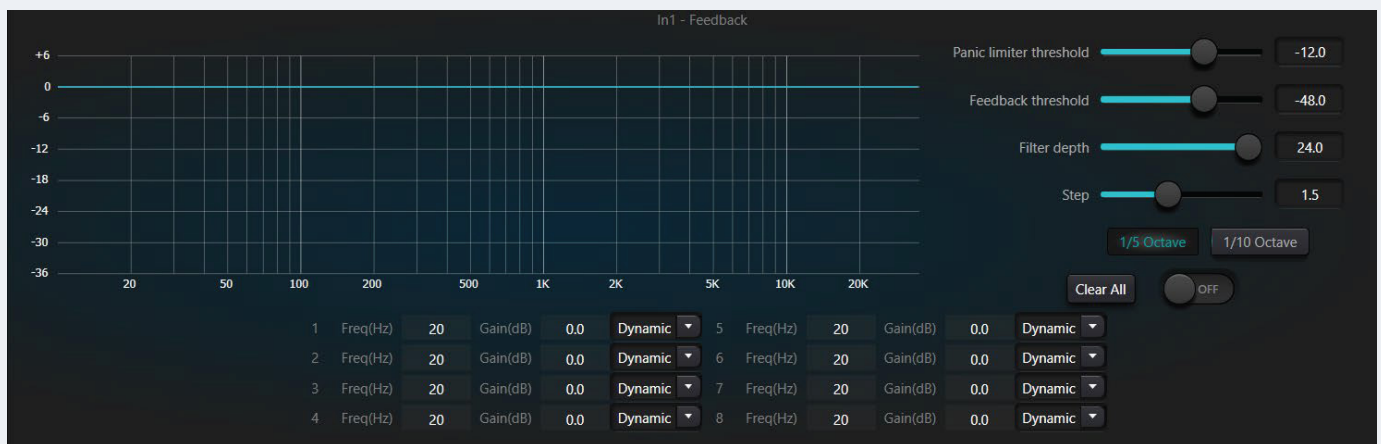 In1 - Feedback
+6
0
-6
-12
-18
-24
-30
-36
20 50 100 200 500 1K 2K 5K 10K 20K
Panic limiter threshold -12.0
Feedback threshold -48.0
Filter depth 24.0
Step 1.5
1/5 Octave 1/10 Octave
Clear All OFF
1 Freq(Hz) 20 Gain(dB) 0.0 Dynamic 5 Freq(Hz) 20 Gain(dB) 0.0 Dynamic
2 Freq(Hz) 20 Gain(dB) 0.0 Dynamic 6 Freq(Hz) 20 Gain(dB) 0.0 Dynamic
3 Freq(Hz) 20 Gain(dB) 0.0 Dynamic 7 Freq(Hz) 20 Gain(dB) 0.0 Dynamic
4 Freq(Hz) 20 Gain(dB) 0.0 Dynamic 8 Freq(Hz) 20 Gain(dB) 0.0 Dynamic